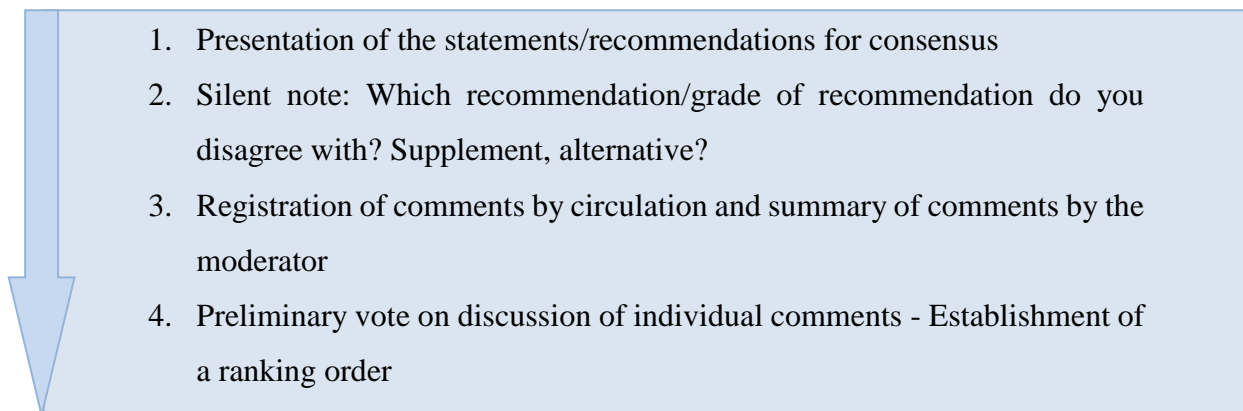 1. Presentation of the statements/recommendations for consensus
2. Silent note: Which recommendation/grade of recommendation do you
disagree with? Supplement, alternative?
3. Registration of comments by circulation and summary of comments by the
moderator
4. Preliminary vote on discussion of individual comments - Establishment of
a ranking order